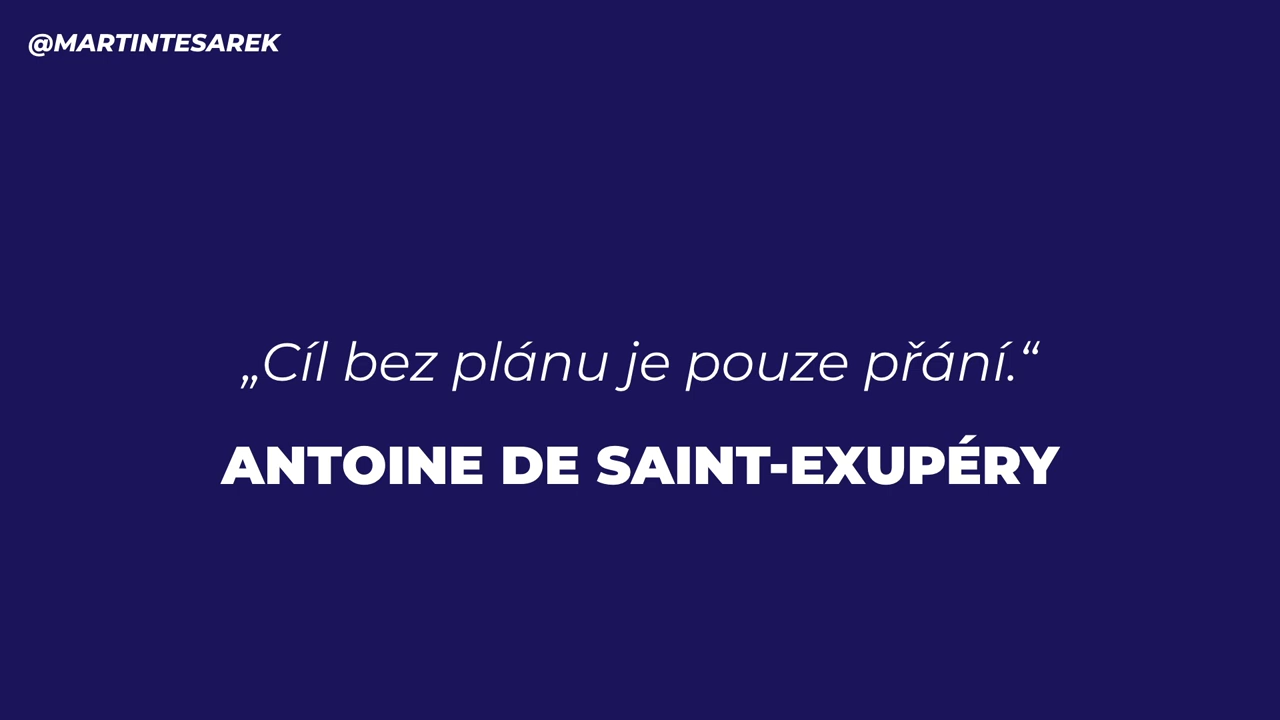 @MARTINTESAREK
„Cíl bez plánu je pouze přání.“
ANTOINE DE SAINT-EXUPÉRY